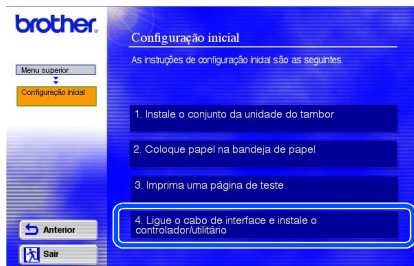 brother.
Configuração inicial
As instruções de configuração inicial são as seguintes.
Menu superior
Configuração inicial
1. Instale o conjunto da unidade do tambor
2. Coloque papel na bandeja de papel
3. Imprima uma página de teste
4. Ligue o cabo de interface e instale o
controlador/utilitário
Anterior
Sair